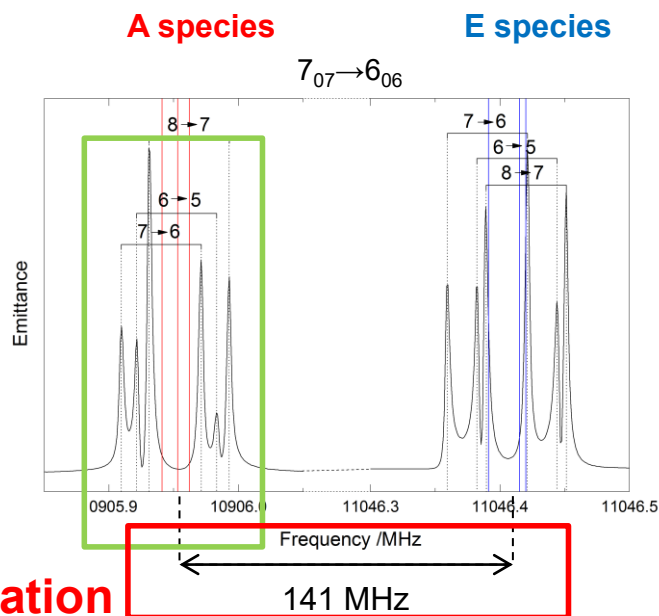 A species
E species
7₀₇→6₀₆
8→7
6→5
7→6
7→6
6→5
8→7
Emittance
0905.9
10906.0
11046.3
11046.4
11046.5
Frequency /MHz
ation
141 MHz